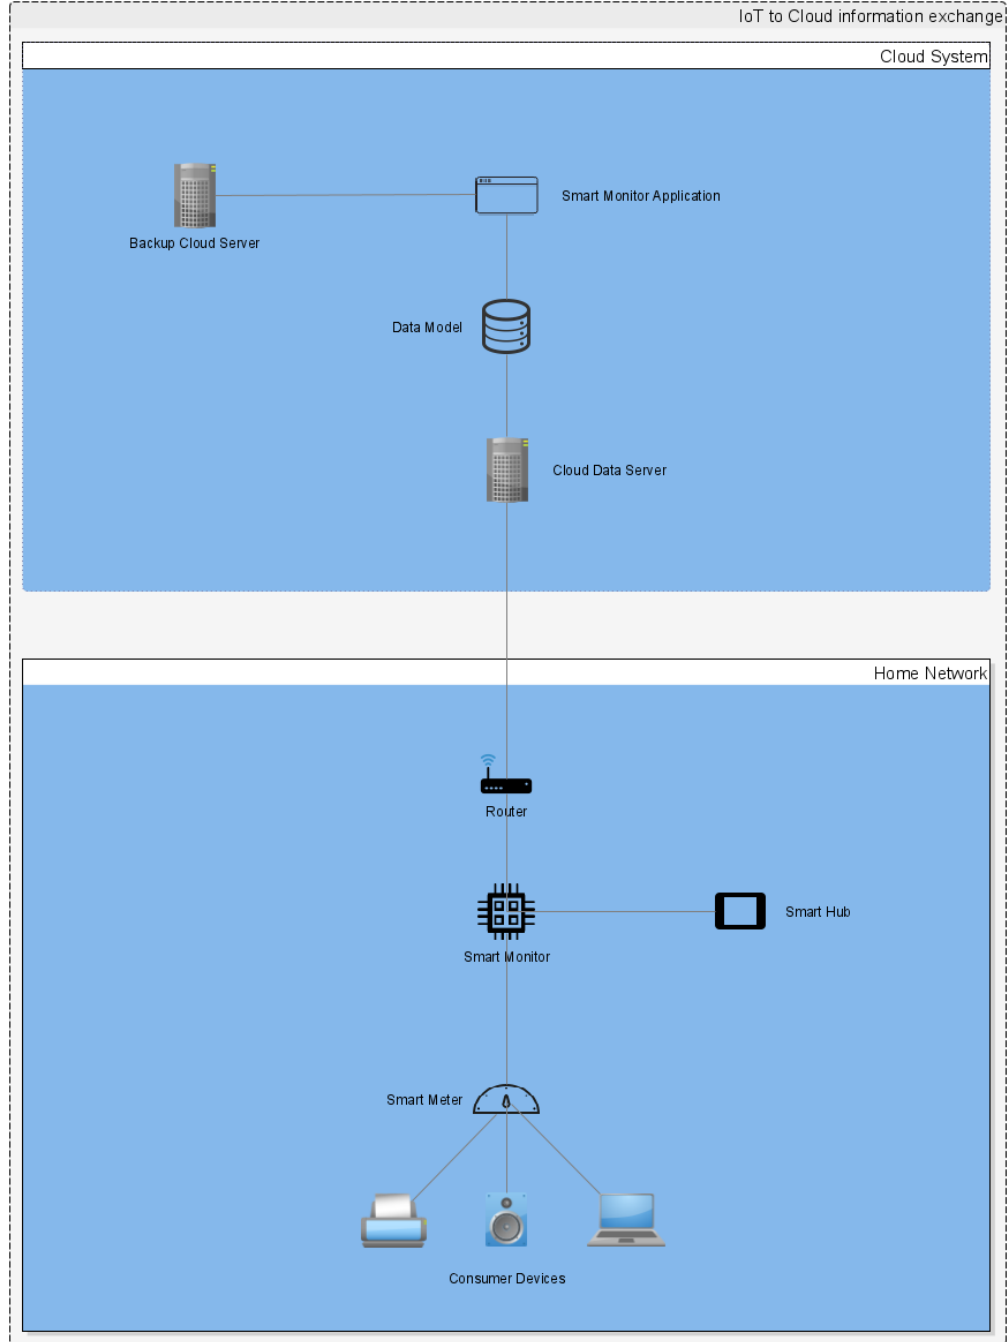 IoT to Cloud information exchange
Cloud System
Smart Monitor Application
Backup Cloud Server
Data Model
Cloud Data Server
Home Network
Router
Smart Hub
Smart Monitor
Smart Meter
Consumer Devices